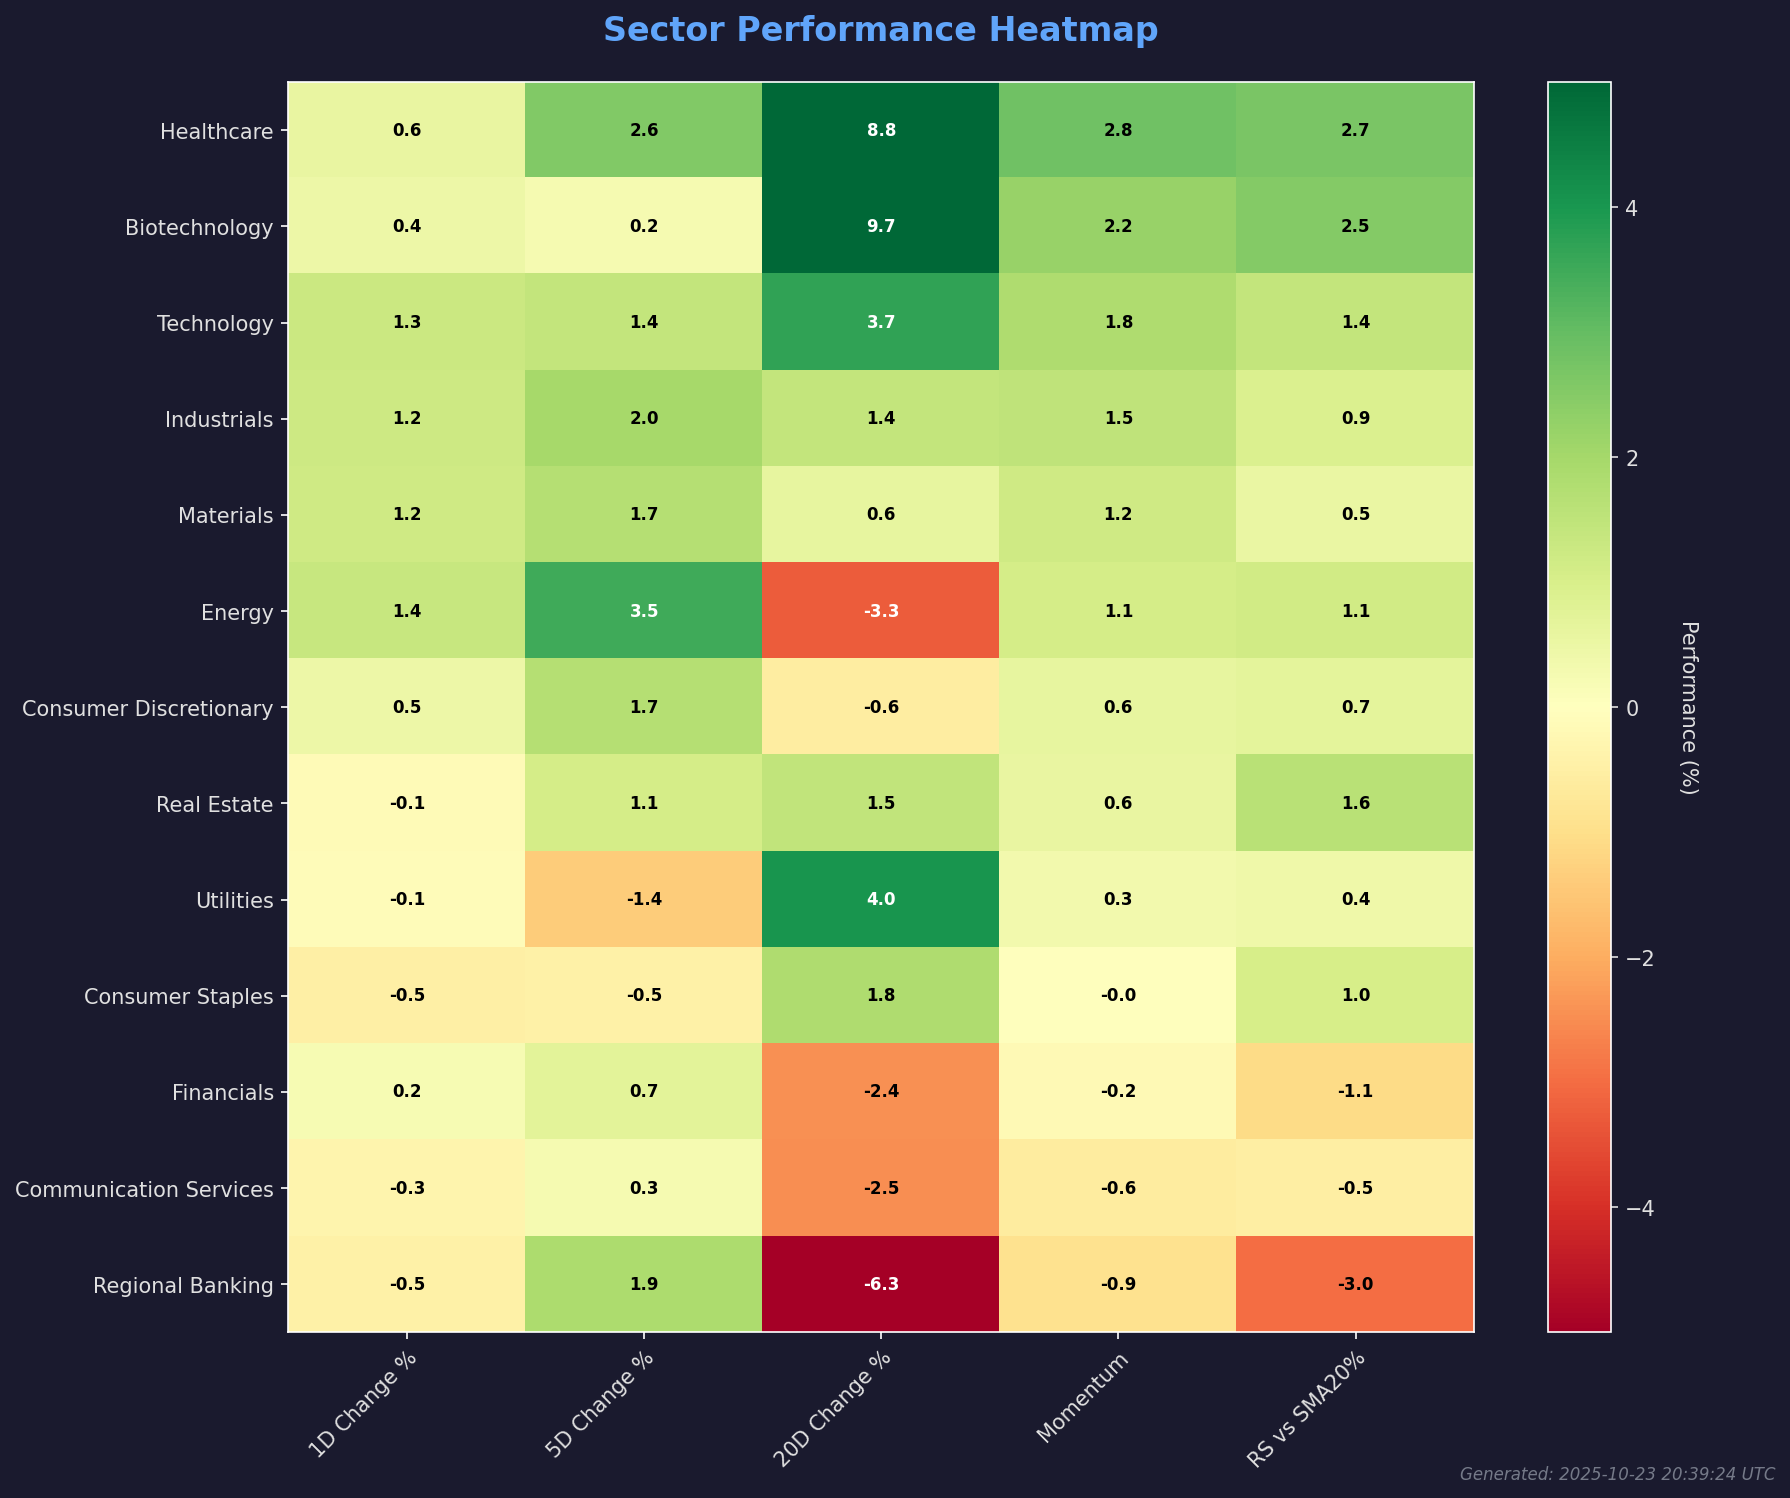 Sector Performance Heatmap
Healthcare 0.6 2.6 8.8 2.8 2.7
Biotechnology 0.4 0.2 9.7 2.2 2.5
Technology 1.3 1.4 3.7 1.8 1.4
Industrials 1.2 2.0 1.4 1.5 0.9
Materials 1.2 1.7 0.6 1.2 0.5
Energy 1.4 3.5 -3.3 1.1 1.1
Consumer Discretionary 0.5 1.7 -0.6 0.6 0.7
Real Estate -0.1 1.1 1.5 0.6 1.6
Utilities -0.1 -1.4 4.0 0.3 0.4
Consumer Staples -0.5 -0.5 1.8 -0.0 1.0
Financials 0.2 0.7 -2.4 -0.2 -1.1
Communication Services -0.3 0.3 -2.5 -0.6 -0.5
Regional Banking -0.5 1.9 -6.3 -0.9 -3.0
1D Change %
5D Change %
20D Change %
Momentum
RS vs SMA20%
4
2
0
−2
−4
Performance (%)
Generated: 2025-10-23 20:39:24 UTC